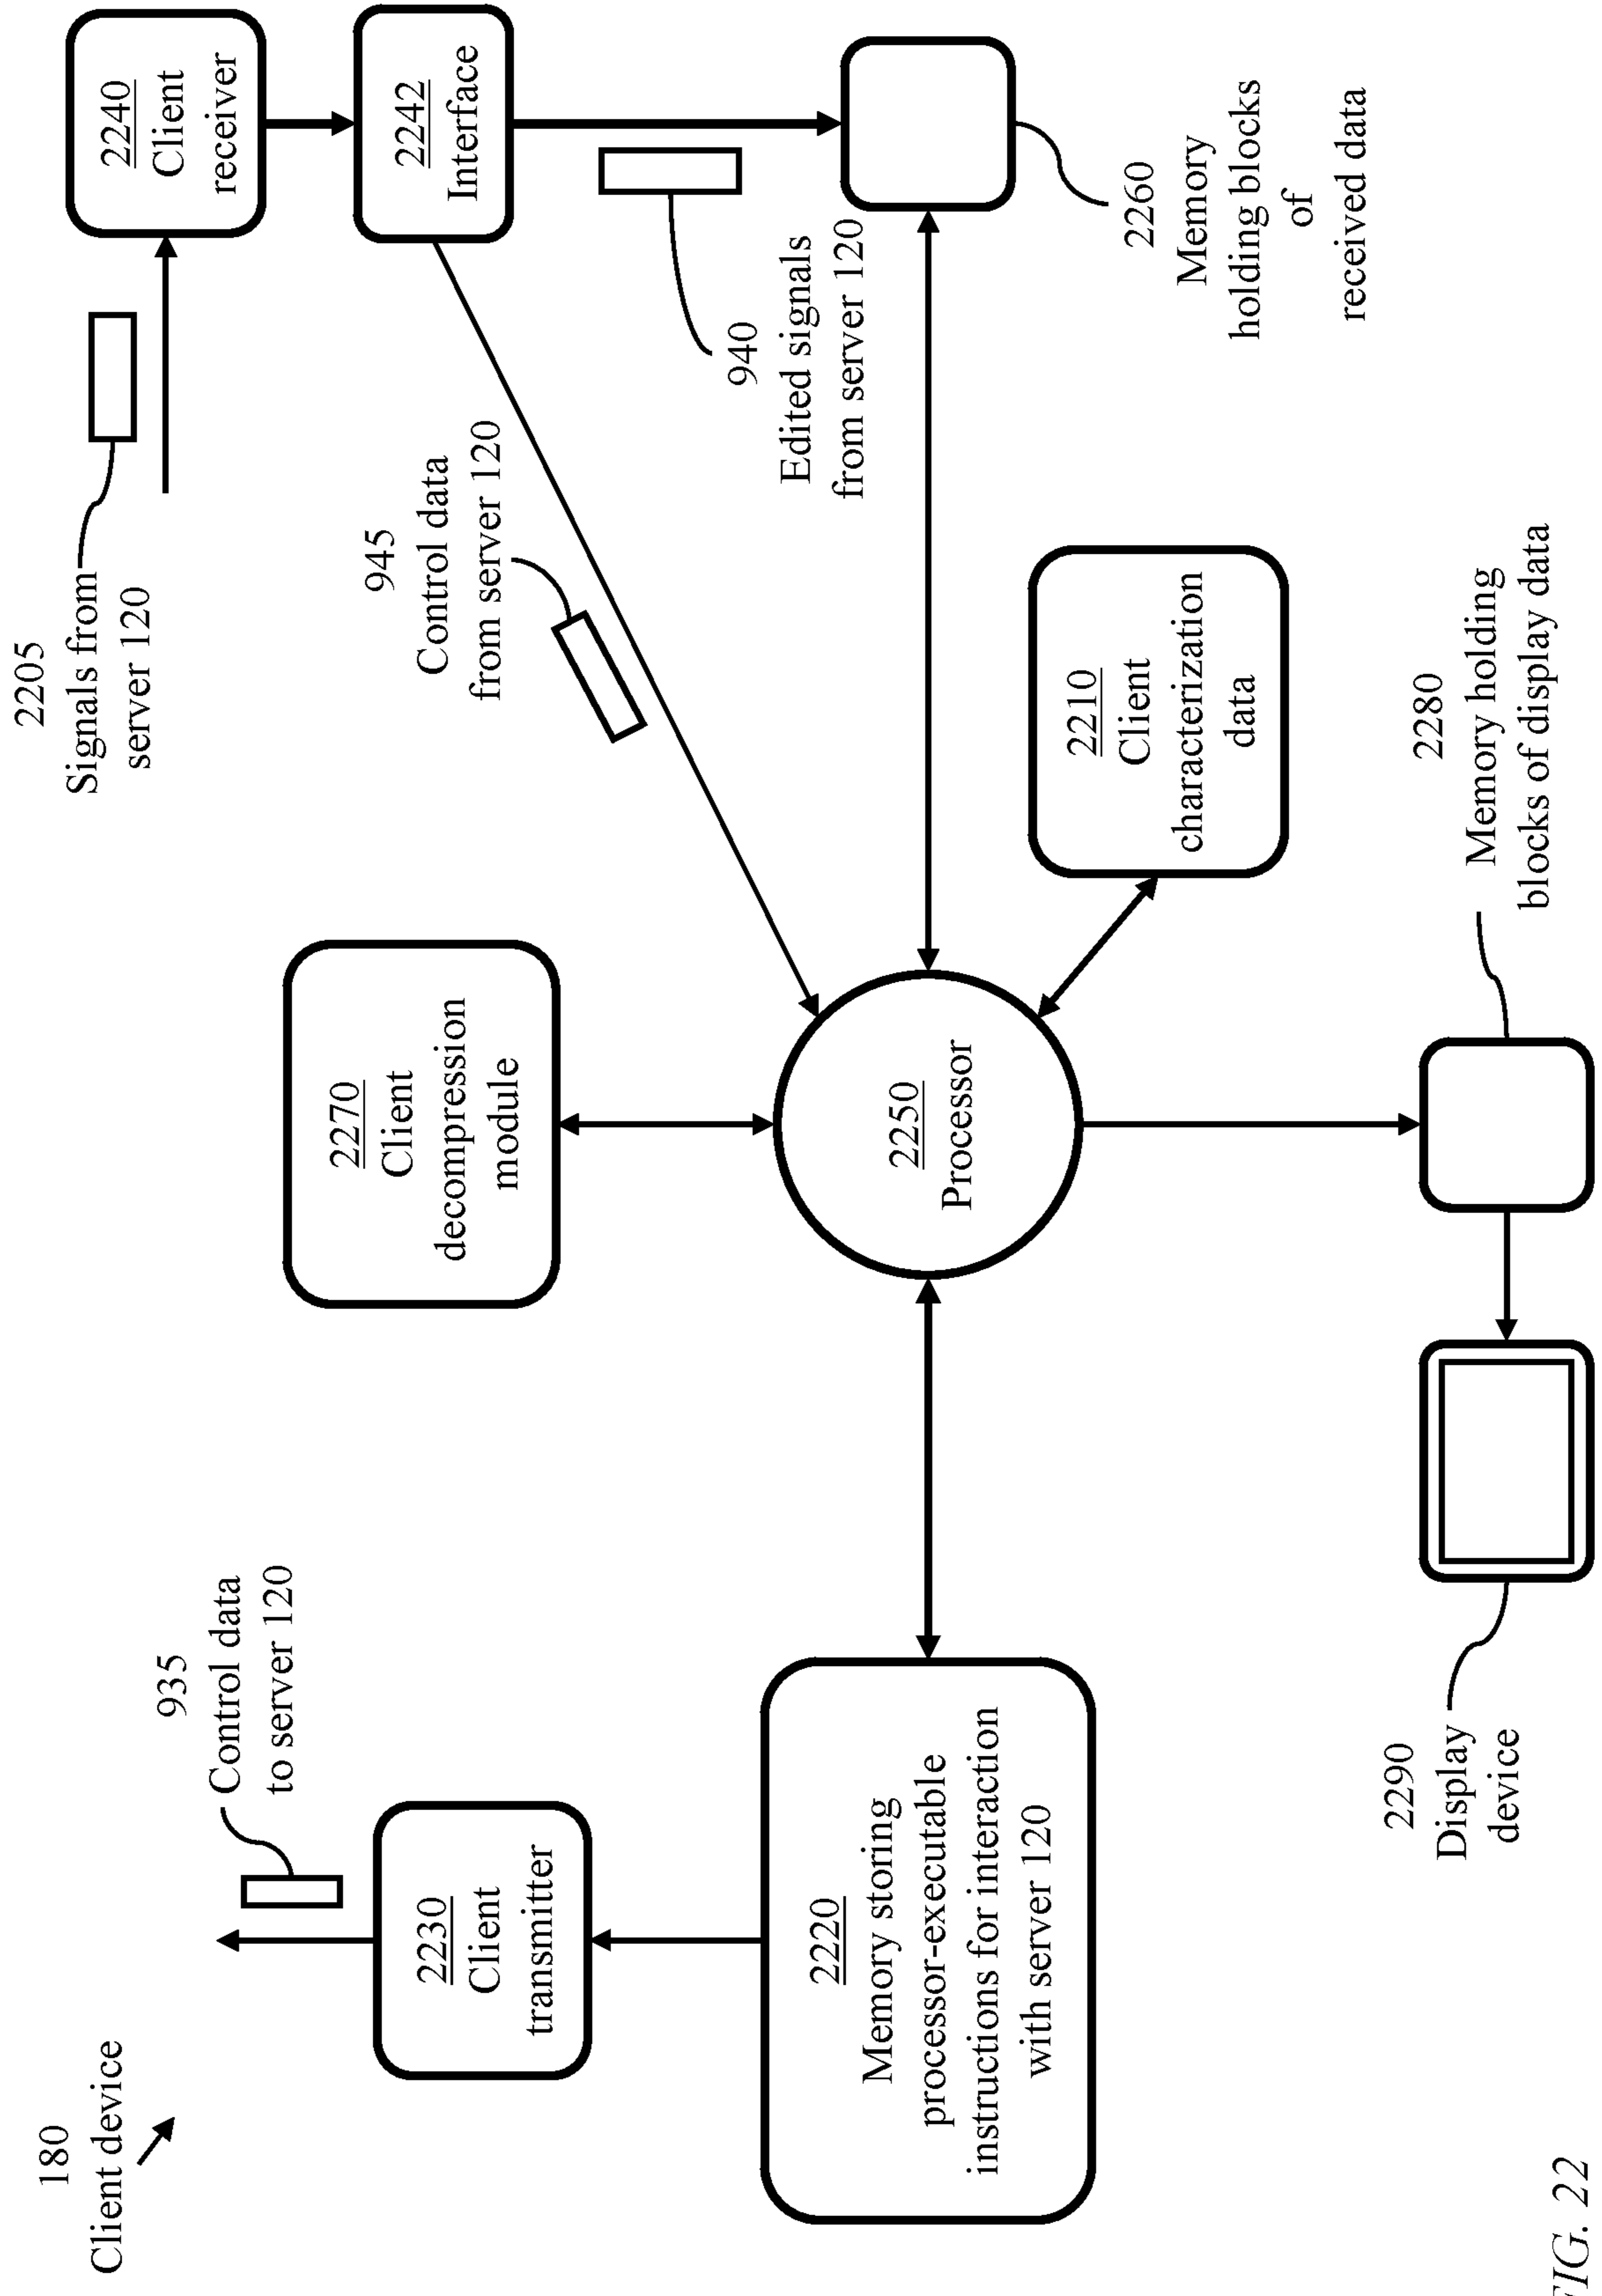 180
Client device
935
Control data
to server 120
2230
Client
transmitter
2220
Memory storing
processor-executable
instructions for interaction
with server 120
2290
Display
device
2270
Client
decompression
module
2250
Processor
2280
Memory holding
blocks of display data
2210
Client
characterization
data
2205
Signals from
server 120
945
Control data
from server 120
940
Edited signals
from server 120
2240
Client
receiver
2242
Interface
2260
Memory
holding blocks
of
received data
FIG. 22